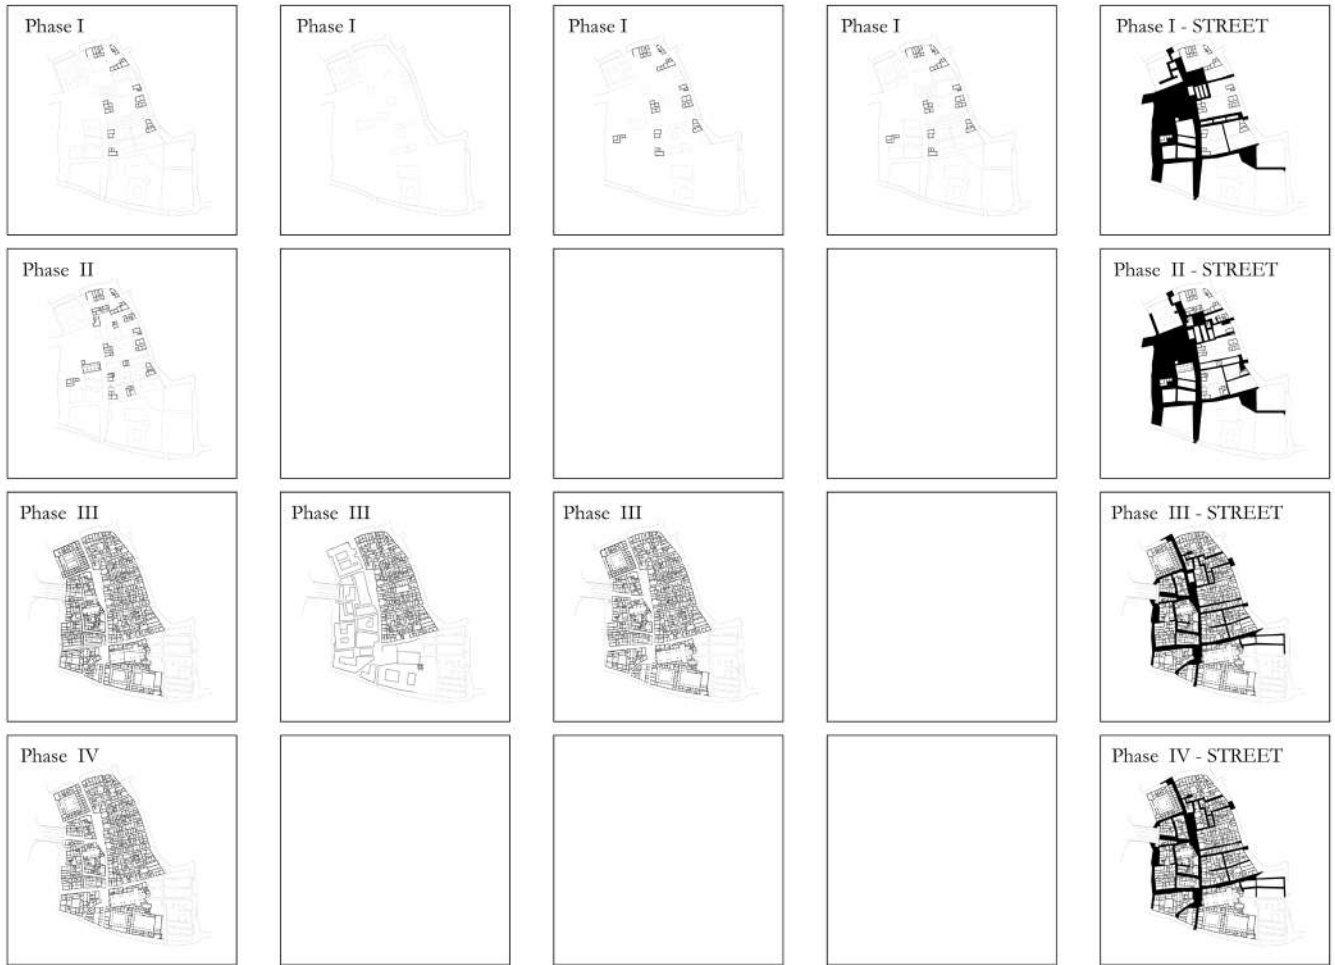 Phase I
Phase I
Phase I
Phase I
Phase I - STREET
Phase II
Phase II - STREET
Phase III
Phase III
Phase III
Phase III - STREET
Phase IV
Phase IV - STREET